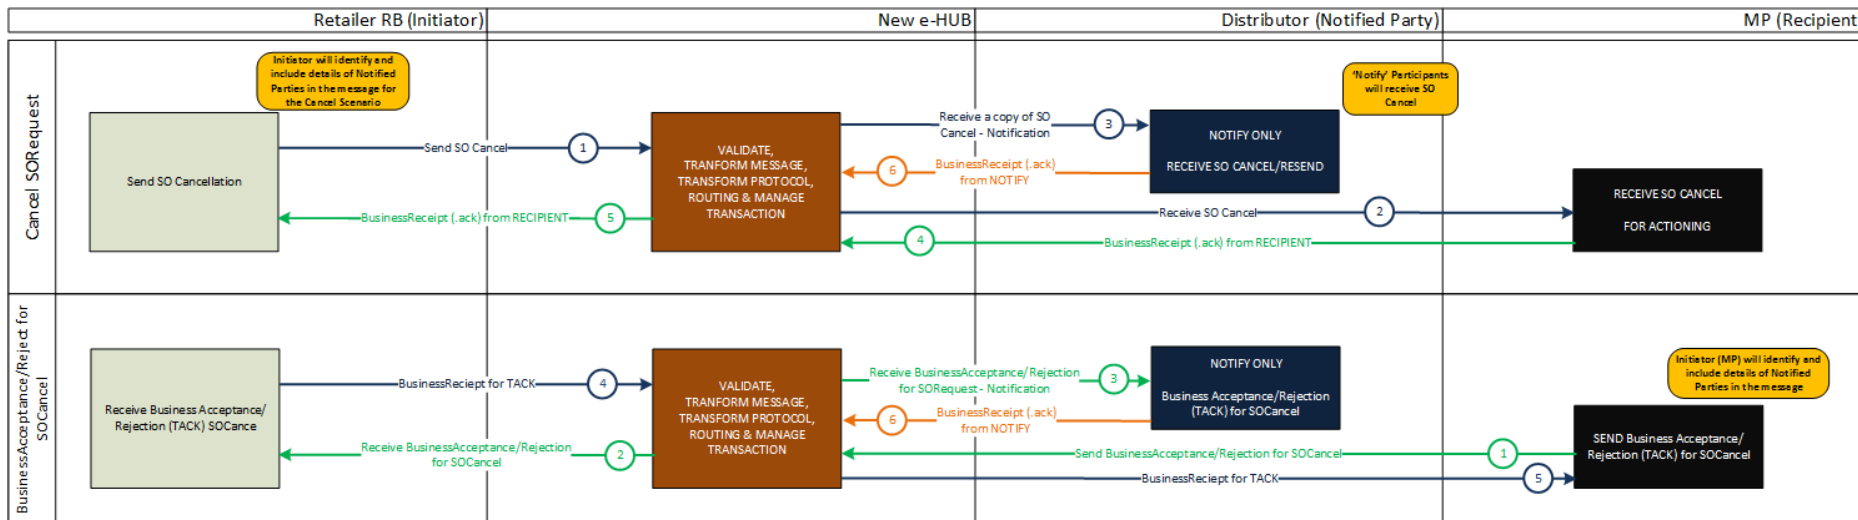 Retailer RB (Initiator)
New e-HUB
Distributor (Notified Party)
MP (Recipient
Cancel SORequest
Initiator will identify and
include details of Notified
Parties in the message for
the Cancel Scenario
'Notify' Participants
will receive SO
Cancel
Send SO Cancellation
Send SO Cancel
1
VALIDATE,
TRANFORM MESSAGE,
TRANSFORM PROTOCOL,
ROUTING & MANAGE
TRANSACTION
Receive a copy of SO
Cancel - Notification
3
NOTIFY ONLY
RECEIVE SO CANCEL/RESEND
6
BusinessReceipt (.ack)
from NOTIFY
BusinessReceipt (.ack) from RECIPIENT
5
Receive SO Cancel
2
RECEIVE SO CANCEL
FOR ACTIONING
4
BusinessReceipt (.ack) from RECIPIENT
BusinessAcceptance/Reject for
SOCancel
Receive Business Acceptance/
Rejection (TACK) SOCance
BusinessReciept for TACK
4
VALIDATE,
TRANFORM MESSAGE,
TRANSFORM PROTOCOL,
ROUTING & MANAGE
TRANSACTION
Receive BusinessAcceptance/Rejection
for SORequest - Notification
3
NOTIFY ONLY
Business Acceptance/Rejection
(TACK) for SOCancel
Initiator (MP) will identify and
include details of Notified
Parties in the message
6
BusinessReceipt (.ack)
from NOTIFY
Receive BusinessAcceptance/Rejection
for SOCancel
2
Send BusinessAcceptance/Rejection for SOCancel
1
SEND Business Acceptance/
Rejection (TACK) for SOCancel
BusinessReciept for TACK
5